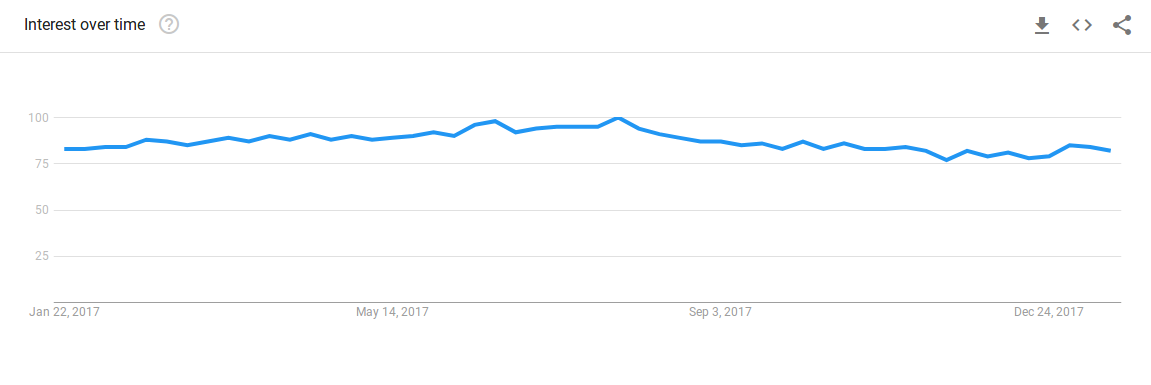 Interest over time
100
75
50
25
Jan 22, 2017
May 14, 2017
Sep 3, 2017
Dec 24, 2017